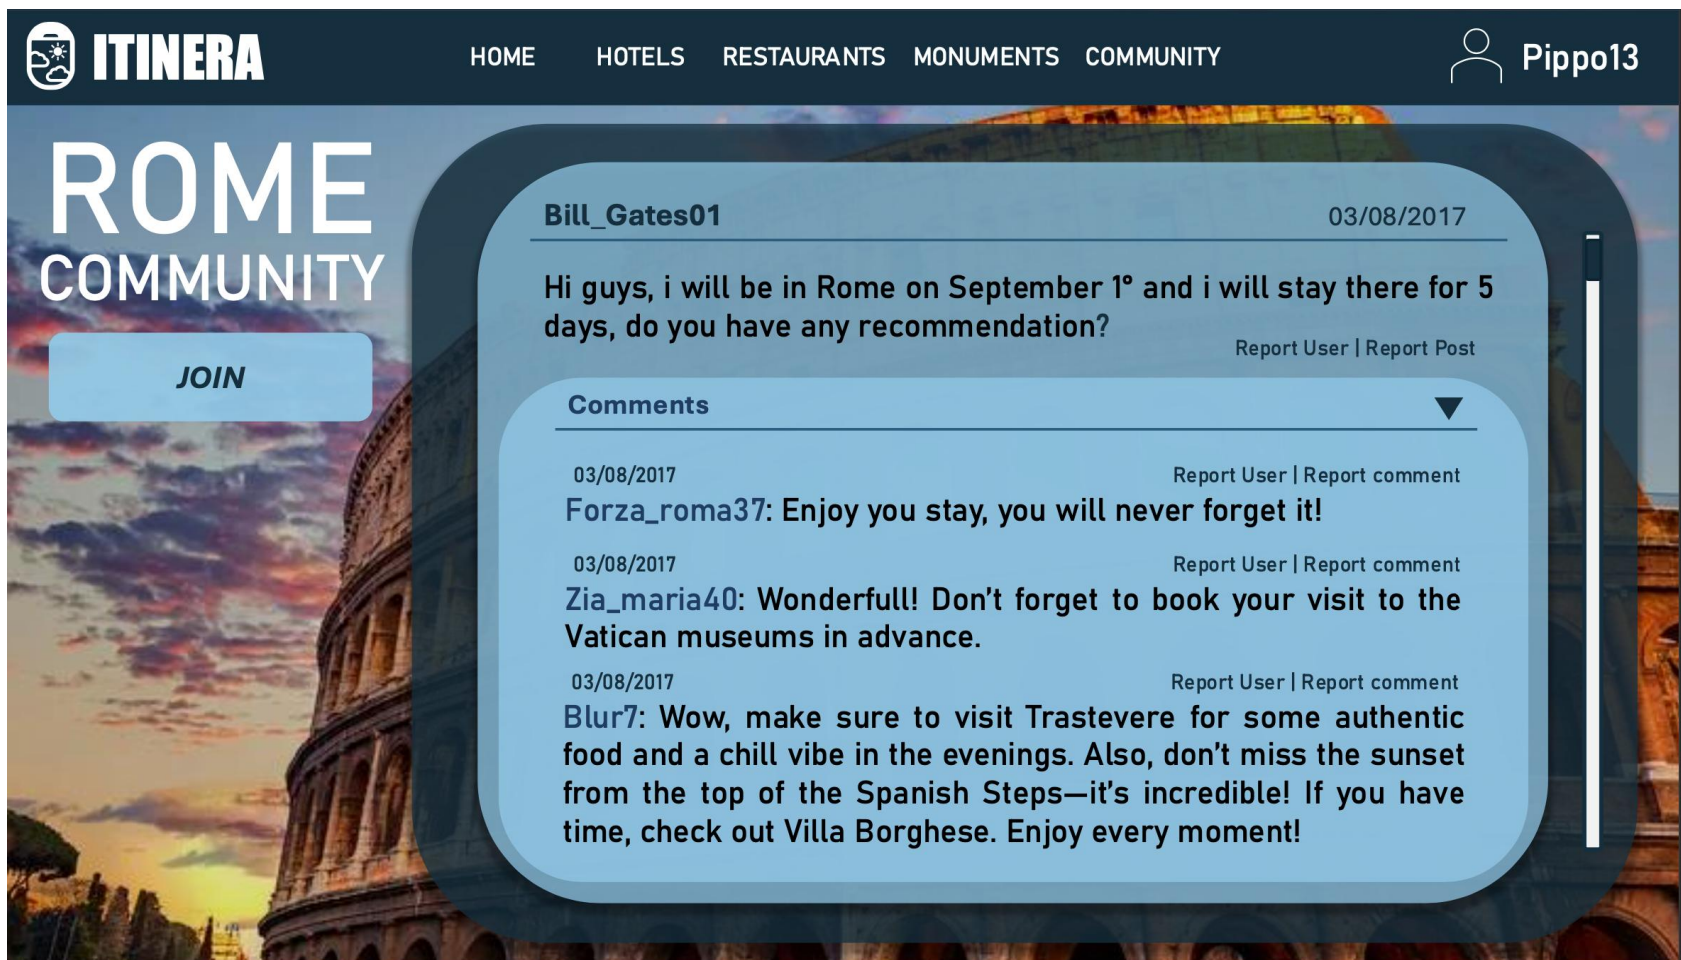 ITINERA
HOME HOTELS RESTAURANTS MONUMENTS COMMUNITY
Pippo13
ROME
COMMUNITY
JOIN
Bill_Gates01 03/08/2017
Hi guys, i will be in Rome on September 1° and i will stay there for 5
days, do you have any recommendation?
Report User | Report Post
Comments
03/08/2017 Report User | Report comment
Forza_roma37: Enjoy you stay, you will never forget it!
03/08/2017 Report User | Report comment
Zia_maria40: Wonderfull! Don't forget to book your visit to the
Vatican museums in advance.
03/08/2017 Report User | Report comment
Blur7: Wow, make sure to visit Trastevere for some authentic
food and a chill vibe in the evenings. Also, don't miss the sunset
from the top of the Spanish Steps—it's incredible! If you have
time, check out Villa Borghese. Enjoy every moment!